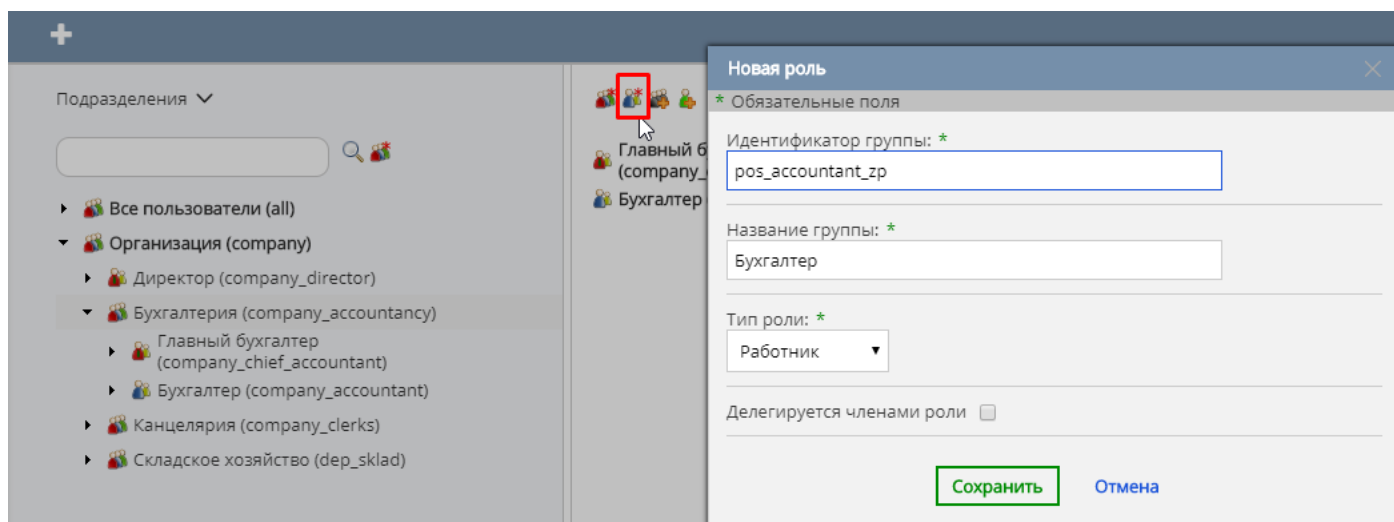 Подразделения
Все пользователи (all)
Организация (company)
Директор (company_director)
Бухгалтерия (company_accountancy)
Главный бухгалтер
(company_chief_accountant)
Бухгалтер (company_accountant)
Канцелярия (company_clerks)
Складское хозяйство (dep_sklad)
Главный б
(company_
Бухгалтер
Новая роль
* Обязательные поля
Идентификатор группы: *
pos_accountant_zp
Название группы: *
Бухгалтер
Тип роли: *
Работник
Делегируется членами роли
Сохранить
Отмена